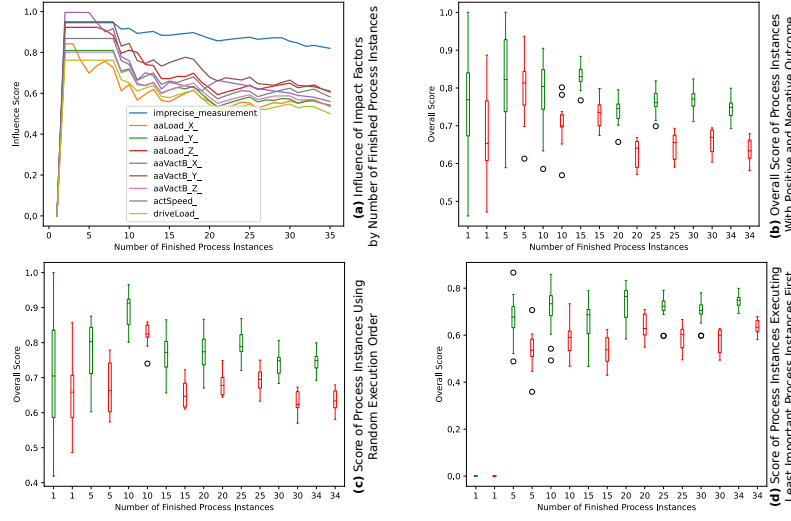 1.0
0.8
0.6
0.4
0.2
0.0
Influence Score
imprecise_measurement
aaLoad_X_
aaLoad_Y_
aaLoad_Z_
aaVactB_X_
aaVactB_Y_
aaVactB_Z_
actSpeed_
driveLoad_
0 5 10 15 20 25 30 35
Number of Finished Process Instances
(a) Influence of Impact Factors
by Number of Finished Process Instances
1.0
0.9
0.8
0.7
0.6
0.5
Overall Score
1 1 5 5 10 10 15 15 20 20 25 25 30 30 34 34
Number of Finished Process Instances
(b) Overall Score of Process Instances
With Positive and Negative Outcome
1.0
0.9
0.8
0.7
0.6
0.5
0.4
Overall Score
1 1 5 5 10 10 15 15 20 20 25 25 30 30 34 34
Number of Finished Process Instances
(c) Score of Process Instances Using
Random Execution Order
0.8
0.6
0.4
0.2
0.0
Overall Score
1 1 5 5 10 10 15 15 20 20 25 25 30 30 34 34
Number of Finished Process Instances
(d) Score of Process Instances Executing
Least Important Process Instances First